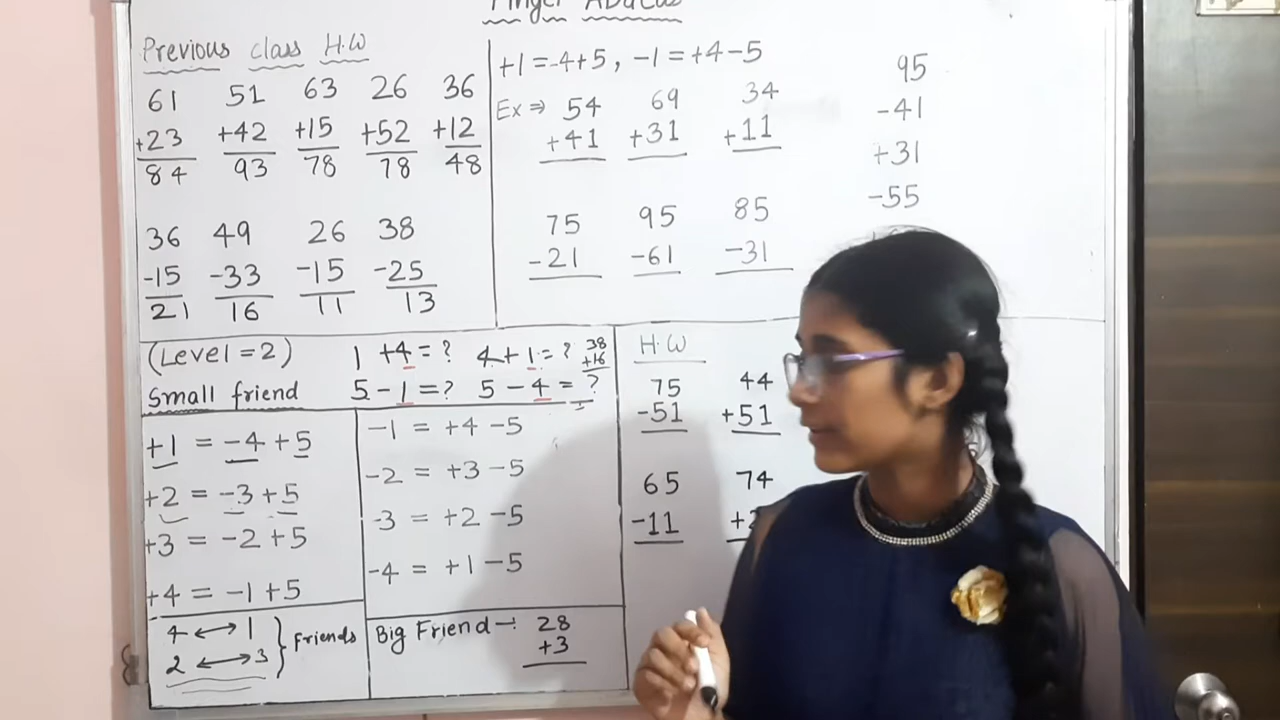 Finger Abacus
Previous class H.W
61 51 63 26 36
+23 +42 +15 +52 +12
84 93 78 78 48
36 49 26 38
-15 -33 -15 -25
21 16 11 13
+1 = -4+5, -1 = +4-5
Ex ⇒ 54 69 34
+41 +31 +11
75 95 85
-21 -61 -31
95
-41
+31
-55
(Level=2) 1 +4 = ? 4+1 = ? 38
+16
Small friend 5-1 = ? 5-4 = ?
+1 = -4 +5
+2 = -3 +5
+3 = -2 +5
+4 = -1 +5
-1 = +4 -5
-2 = +3 -5
-3 = +2 -5
-4 = +1 -5
4 ↔ 1
2 ↔ 3
} Friends
Big Friend -: 28
+3
H.W
75 44
-51 +51
65 74
-11